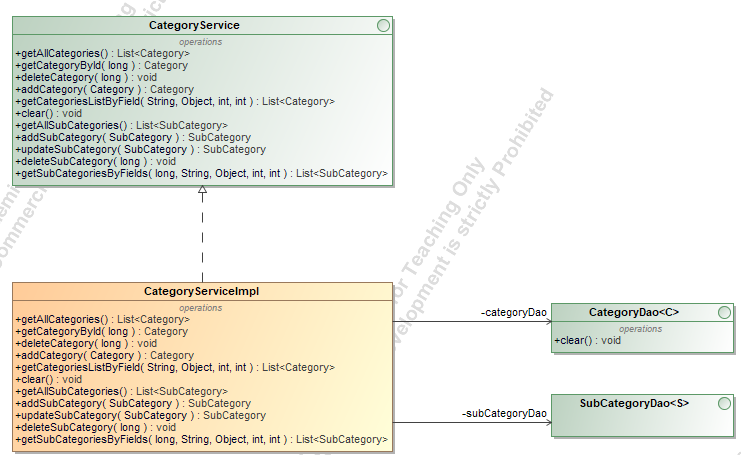 CategoryService
operations
+getAllCategories() : List<Category>
+getCategoryById( long ) : Category
+deleteCategory( long ) : void
+addCategory( Category ) : Category
+getCategoriesListByField( String, Object, int, int ) : List<Category>
+clear() : void
+getAllSubCategories() : List<SubCategory>
+addSubCategory( SubCategory ) : SubCategory
+updateSubCategory( SubCategory ) : SubCategory
+deleteSubCategory( long ) : void
+getSubCategoriesByFields( long, String, Object, int, int ) : List<SubCategory>
CategoryServiceImpl
operations
+getAllCategories() : List<Category>
+getCategoryById( long ) : Category
+deleteCategory( long ) : void
+addCategory( Category ) : Category
+getCategoriesListByField( String, Object, int, int ) : List<Category>
+clear() : void
+getAllSubCategories() : List<SubCategory>
+addSubCategory( SubCategory ) : SubCategory
+updateSubCategory( SubCategory ) : SubCategory
+deleteSubCategory( long ) : void
+getSubCategoriesByFields( long, String, Object, int, int ) : List<SubCategory>
-categoryDao
CategoryDao<C>
operations
+clear() : void
-subCategoryDao
SubCategoryDao<S>
for Teaching Only
velopment is strictly Prohibited